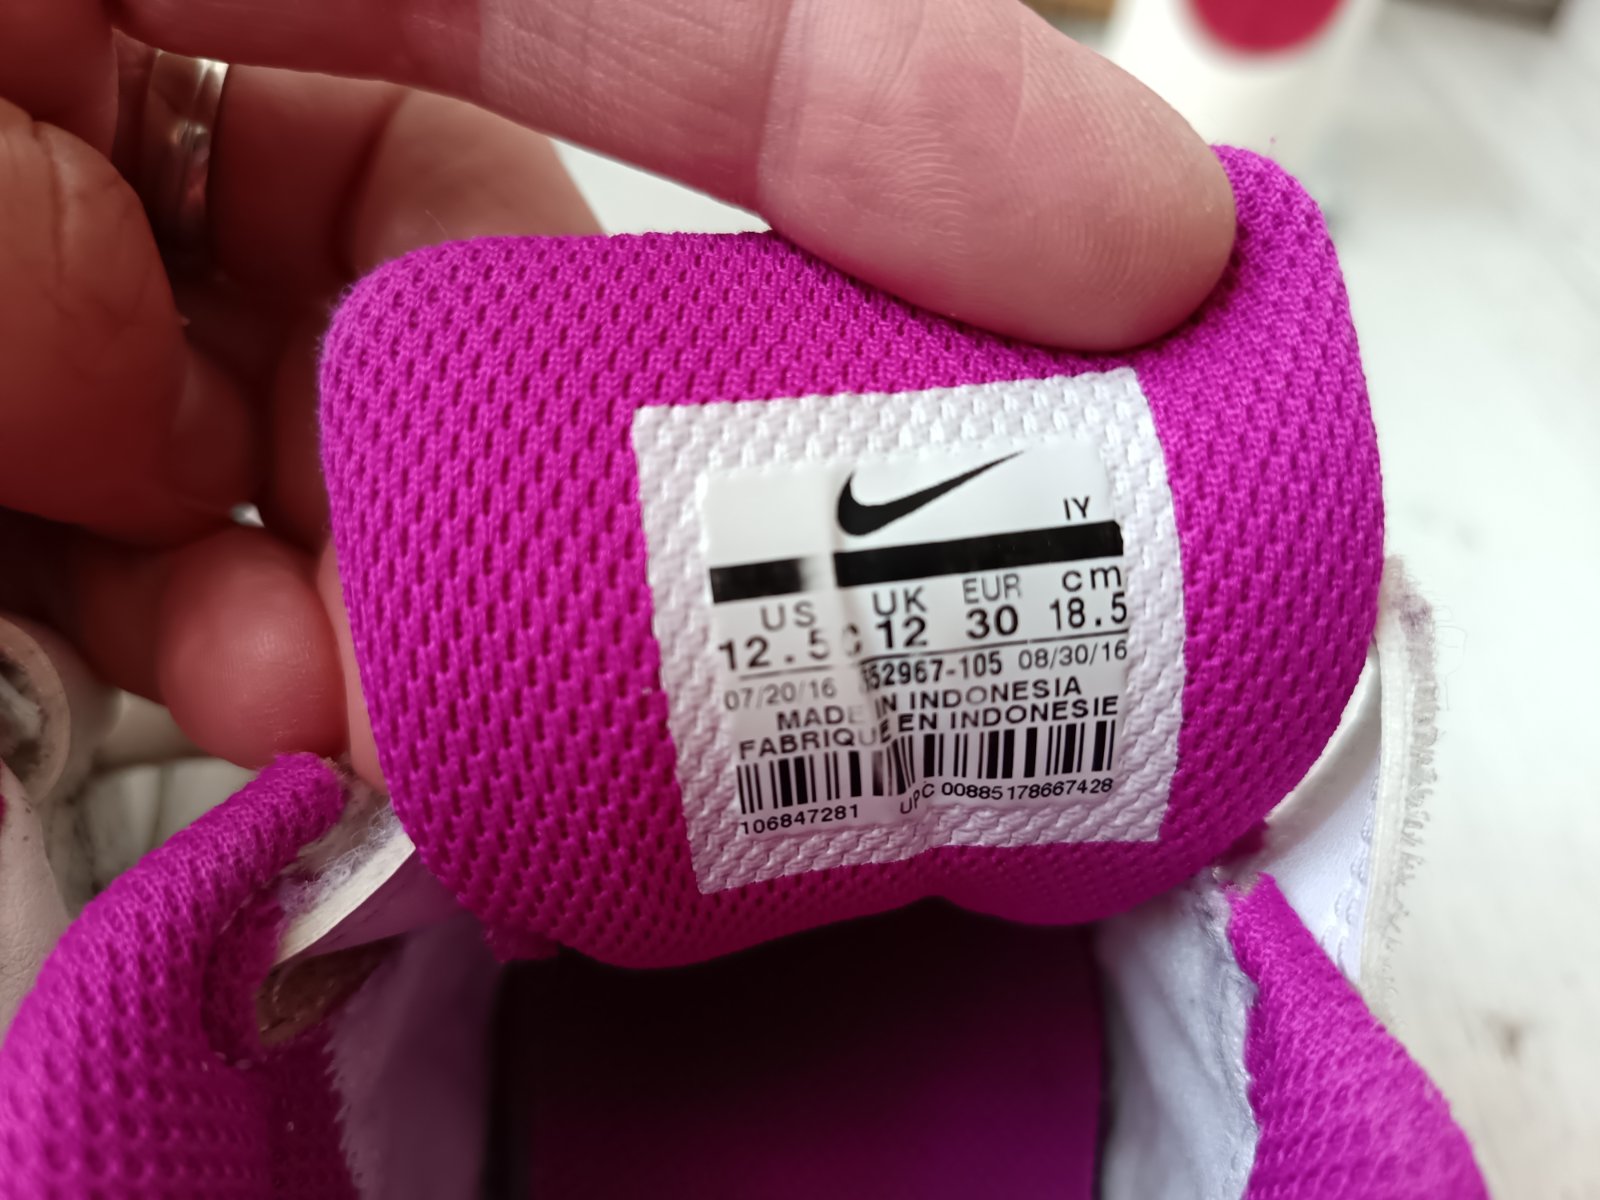 IY
US UK EUR cm
12.5C 12 30 18.5
07/20/16 652967-105 08/30/16
MADE IN INDONESIA
FABRIQUE EN INDONESIE
106847281 UPC 00885178667428